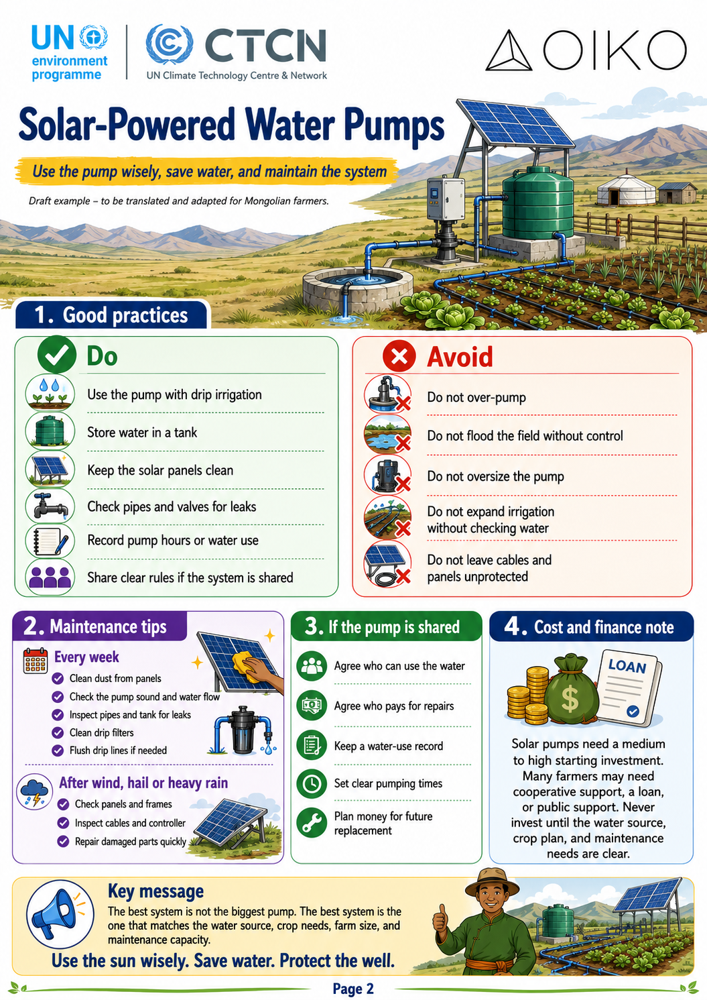 UN
environment
programme
CTCN
UN Climate Technology Centre & Network
OIKO
Solar-Powered Water Pumps
Use the pump wisely, save water, and maintain the system
Draft example – to be translated and adapted for Mongolian farmers.
1. Good practices
Do
Use the pump with drip irrigation
Store water in a tank
Keep the solar panels clean
Check pipes and valves for leaks
Record pump hours or water use
Share clear rules if the system is shared
Avoid
Do not over-pump
Do not flood the field without control
Do not oversize the pump
Do not expand irrigation
without checking water
Do not leave cables and
panels unprotected
2. Maintenance tips
Every week
Clean dust from panels
Check the pump sound and water flow
Inspect pipes and tank for leaks
Clean drip filters
Flush drip lines if needed
After wind, hail or heavy rain
Check panels and frames
Inspect cables and controller
Repair damaged parts quickly
3. If the pump is shared
Agree who can use the water
Agree who pays for repairs
Keep a water-use record
Set clear pumping times
Plan money for future
replacement
4. Cost and finance note
$
LOAN
Solar pumps need a medium
to high starting investment.
Many farmers may need
cooperative support, a loan,
or public support. Never
invest until the water source,
crop plan, and maintenance
needs are clear.
Key message
The best system is not the biggest pump. The best system is the
one that matches the water source, crop needs, farm size, and
maintenance capacity.
Use the sun wisely. Save water. Protect the well.
Page 2